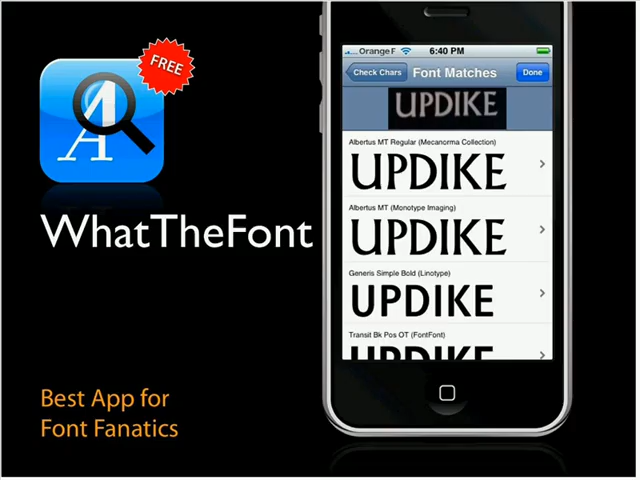 FREE
A
WhatTheFont
Best App for
Font Fanatics
Orange F 6:40 PM
Check Chars Font Matches Done
UPDIKE
Albertus MT Regular (Mecanorma Collection)
UPDIKE
Albertus MT (Monotype Imaging)
UPDIKE
Generis Simple Bold (Linotype)
UPDIKE
Transit Bk Pos OT (FontFont)
UPDIKE